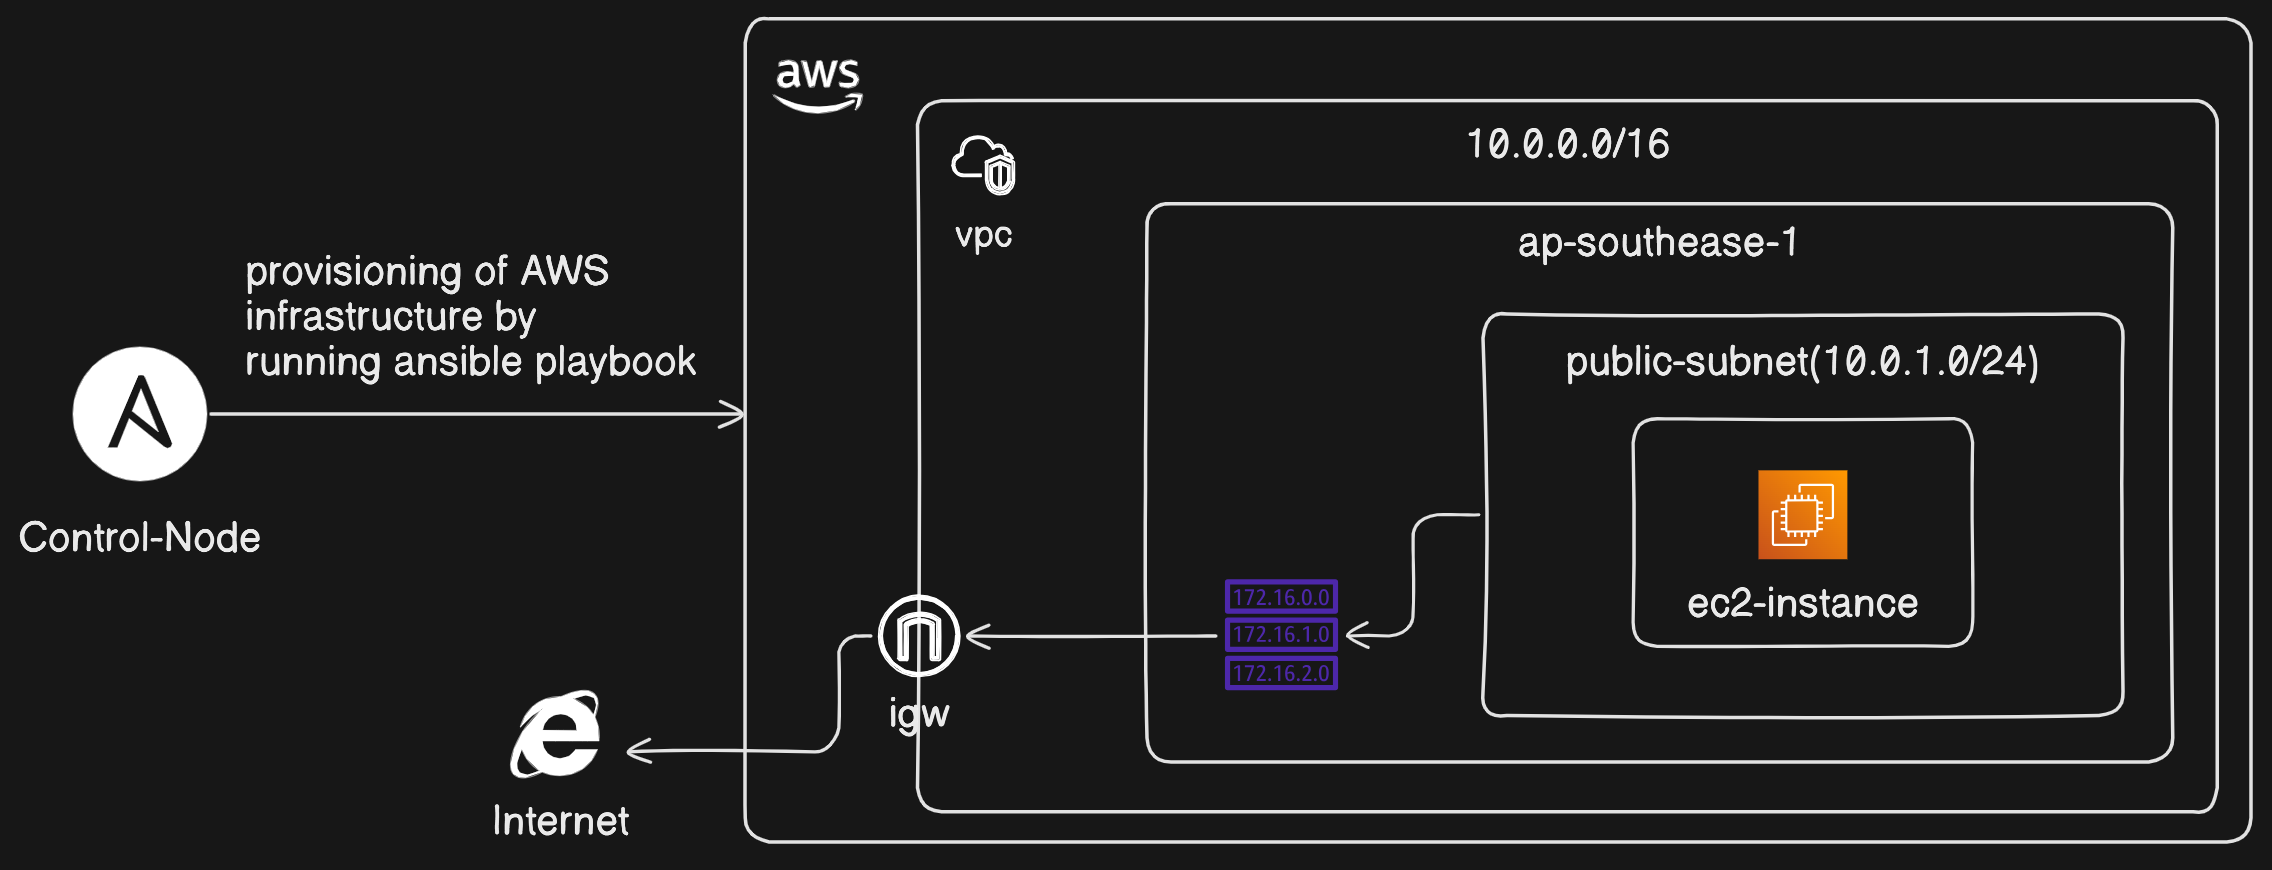 aws
10.0.0.0/16
vpc
ap-southease-1
provisioning of AWS
infrastructure by
running ansible playbook
public-subnet(10.0.1.0/24)
Control-Node
ec2-instance
172.16.0.0
172.16.1.0
172.16.2.0
igw
Internet